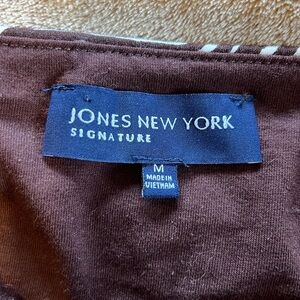 JONES NEW YORK
SIGNATURE
M
MADE IN
VIETNAM